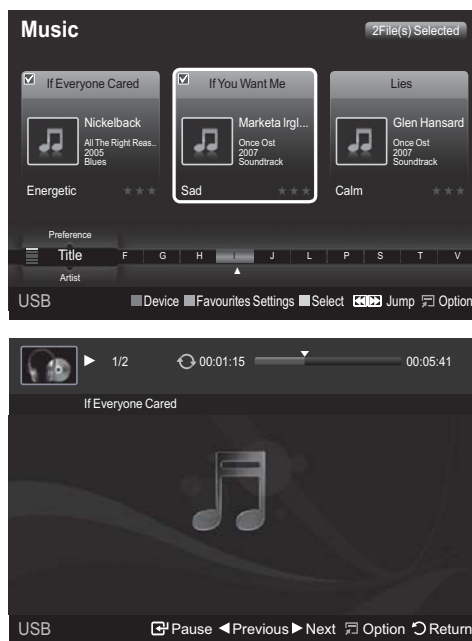 Music
2File(s) Selected
If Everyone Cared
If You Want Me
Lies
Nickelback
All The Right Reas..
2005
Blues
Marketa Irgl...
Once Ost
2007
Soundtrack
Glen Hansard
Once Ost
2007
Soundtrack
Energetic
Sad
Calm
Preference
Title
F G H I J L P S T V
Artist
USB Device Favourites Settings Select Jump Option
1/2 00:01:15 00:05:41
If Everyone Cared
USB Pause Previous Next Option Return